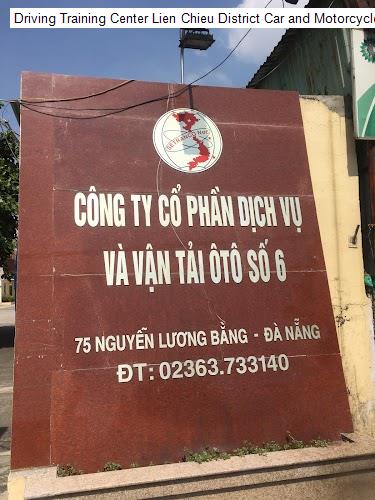 Driving Training Center Lien Chieu District Car and Motorcycle
CÔNG TY CỔ PHẦN DỊCH VỤ
VÀ VẬN TẢI ÔTÔ SỐ 6
75 NGUYỄN LƯƠNG BẰNG - ĐÀ NẴNG
ĐT: 02363.733140